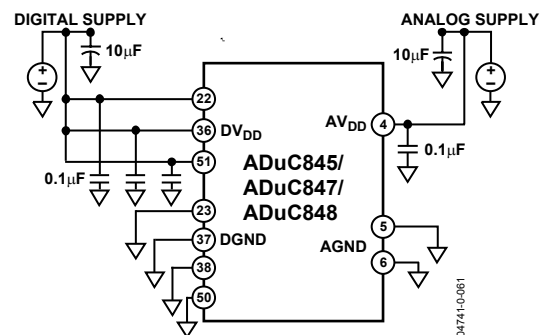 DIGITAL SUPPLY
ANALOG SUPPLY
10μF
10μF
+
–
+
–
22
36
DVDD
51
0.1μF
ADuC845/
ADuC847/
ADuC848
AVDD
4
0.1μF
23
37
DGND
38
50
AGND
5
6
04741-0-061